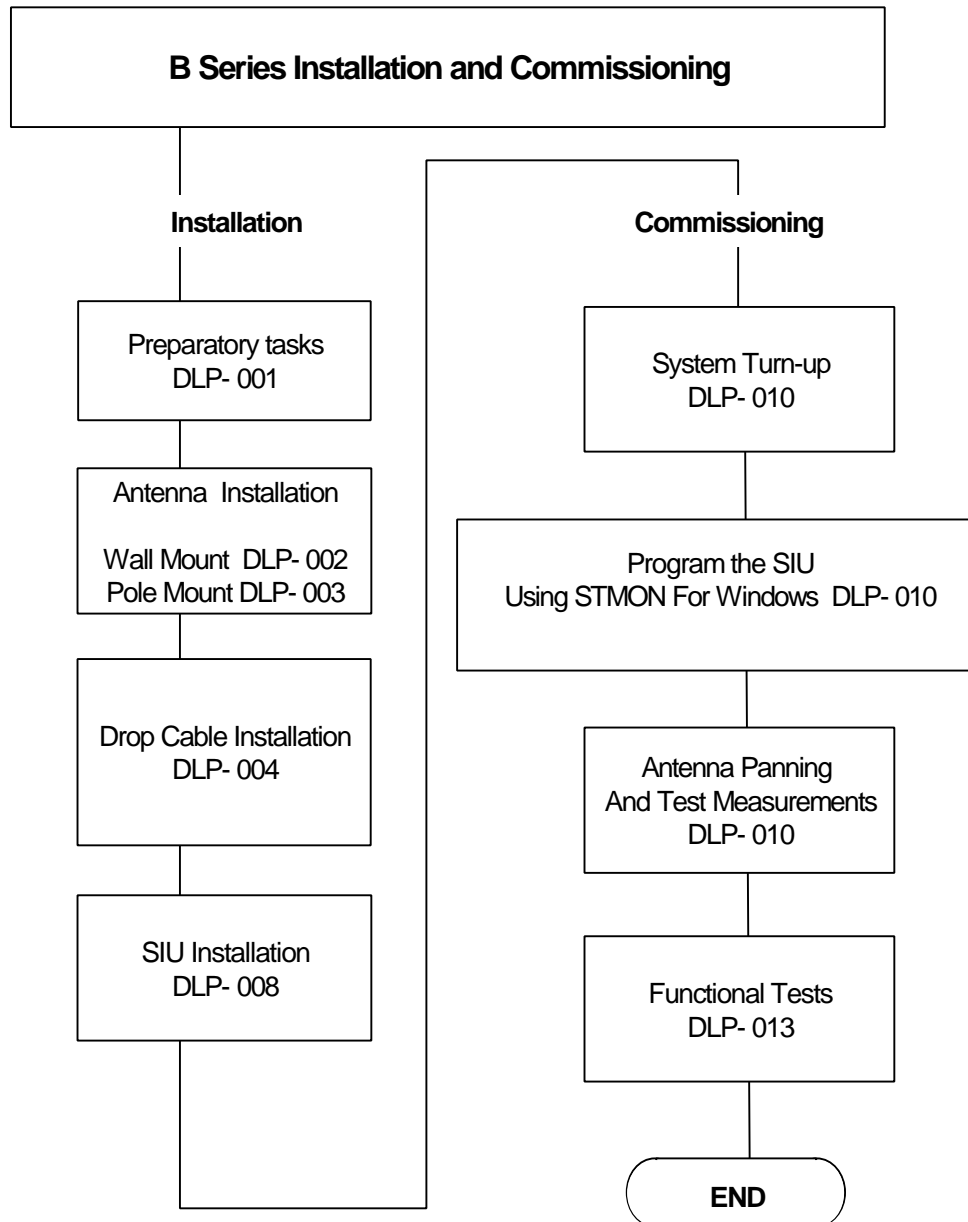 B Series Installation and Commissioning
Installation
Preparatory tasks
DLP- 001
Antenna Installation
Wall Mount DLP- 002
Pole Mount DLP- 003
Drop Cable Installation
DLP- 004
SIU Installation
DLP- 008
Commissioning
System Turn-up
DLP- 010
Program the SIU
Using STMON For Windows DLP- 010
Antenna Panning
And Test Measurements
DLP- 010
Functional Tests
DLP- 013
END